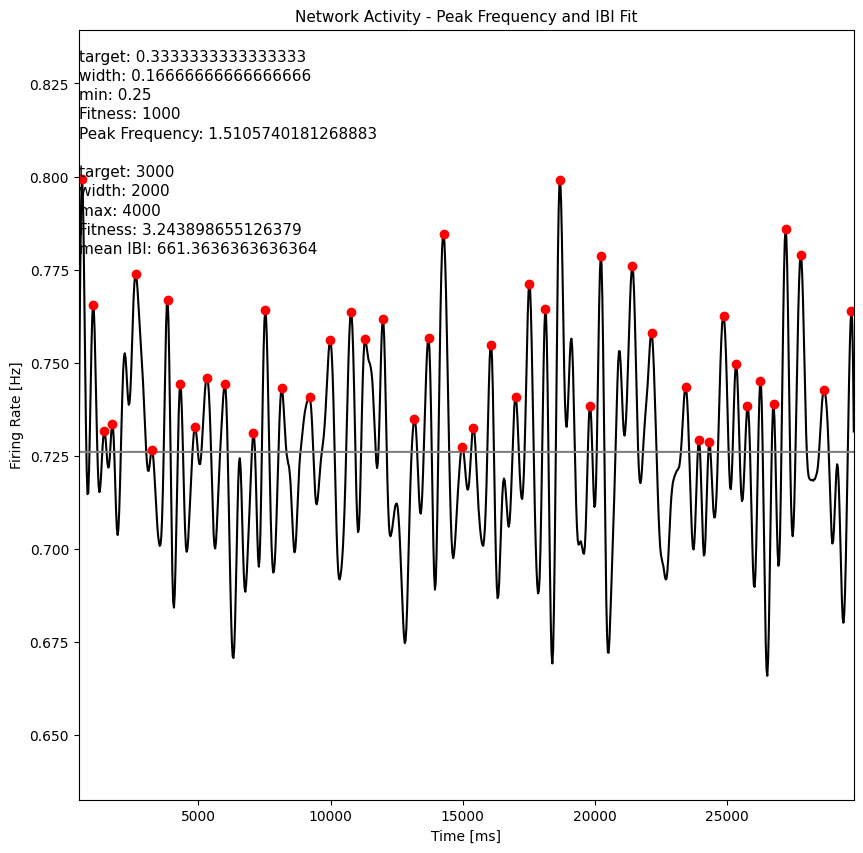 Network Activity - Peak Frequency and IBI Fit
target: 0.3333333333333333
width: 0.16666666666666666
min: 0.25
Fitness: 1000
Peak Frequency: 1.5105740181268883
target: 3000
width: 2000
max: 4000
Fitness: 3.243898655126379
mean IBI: 661.3636363636364
0.825
0.800
0.775
0.750
0.725
0.700
0.675
0.650
Firing Rate [Hz]
5000
10000
15000
20000
25000
Time [ms]